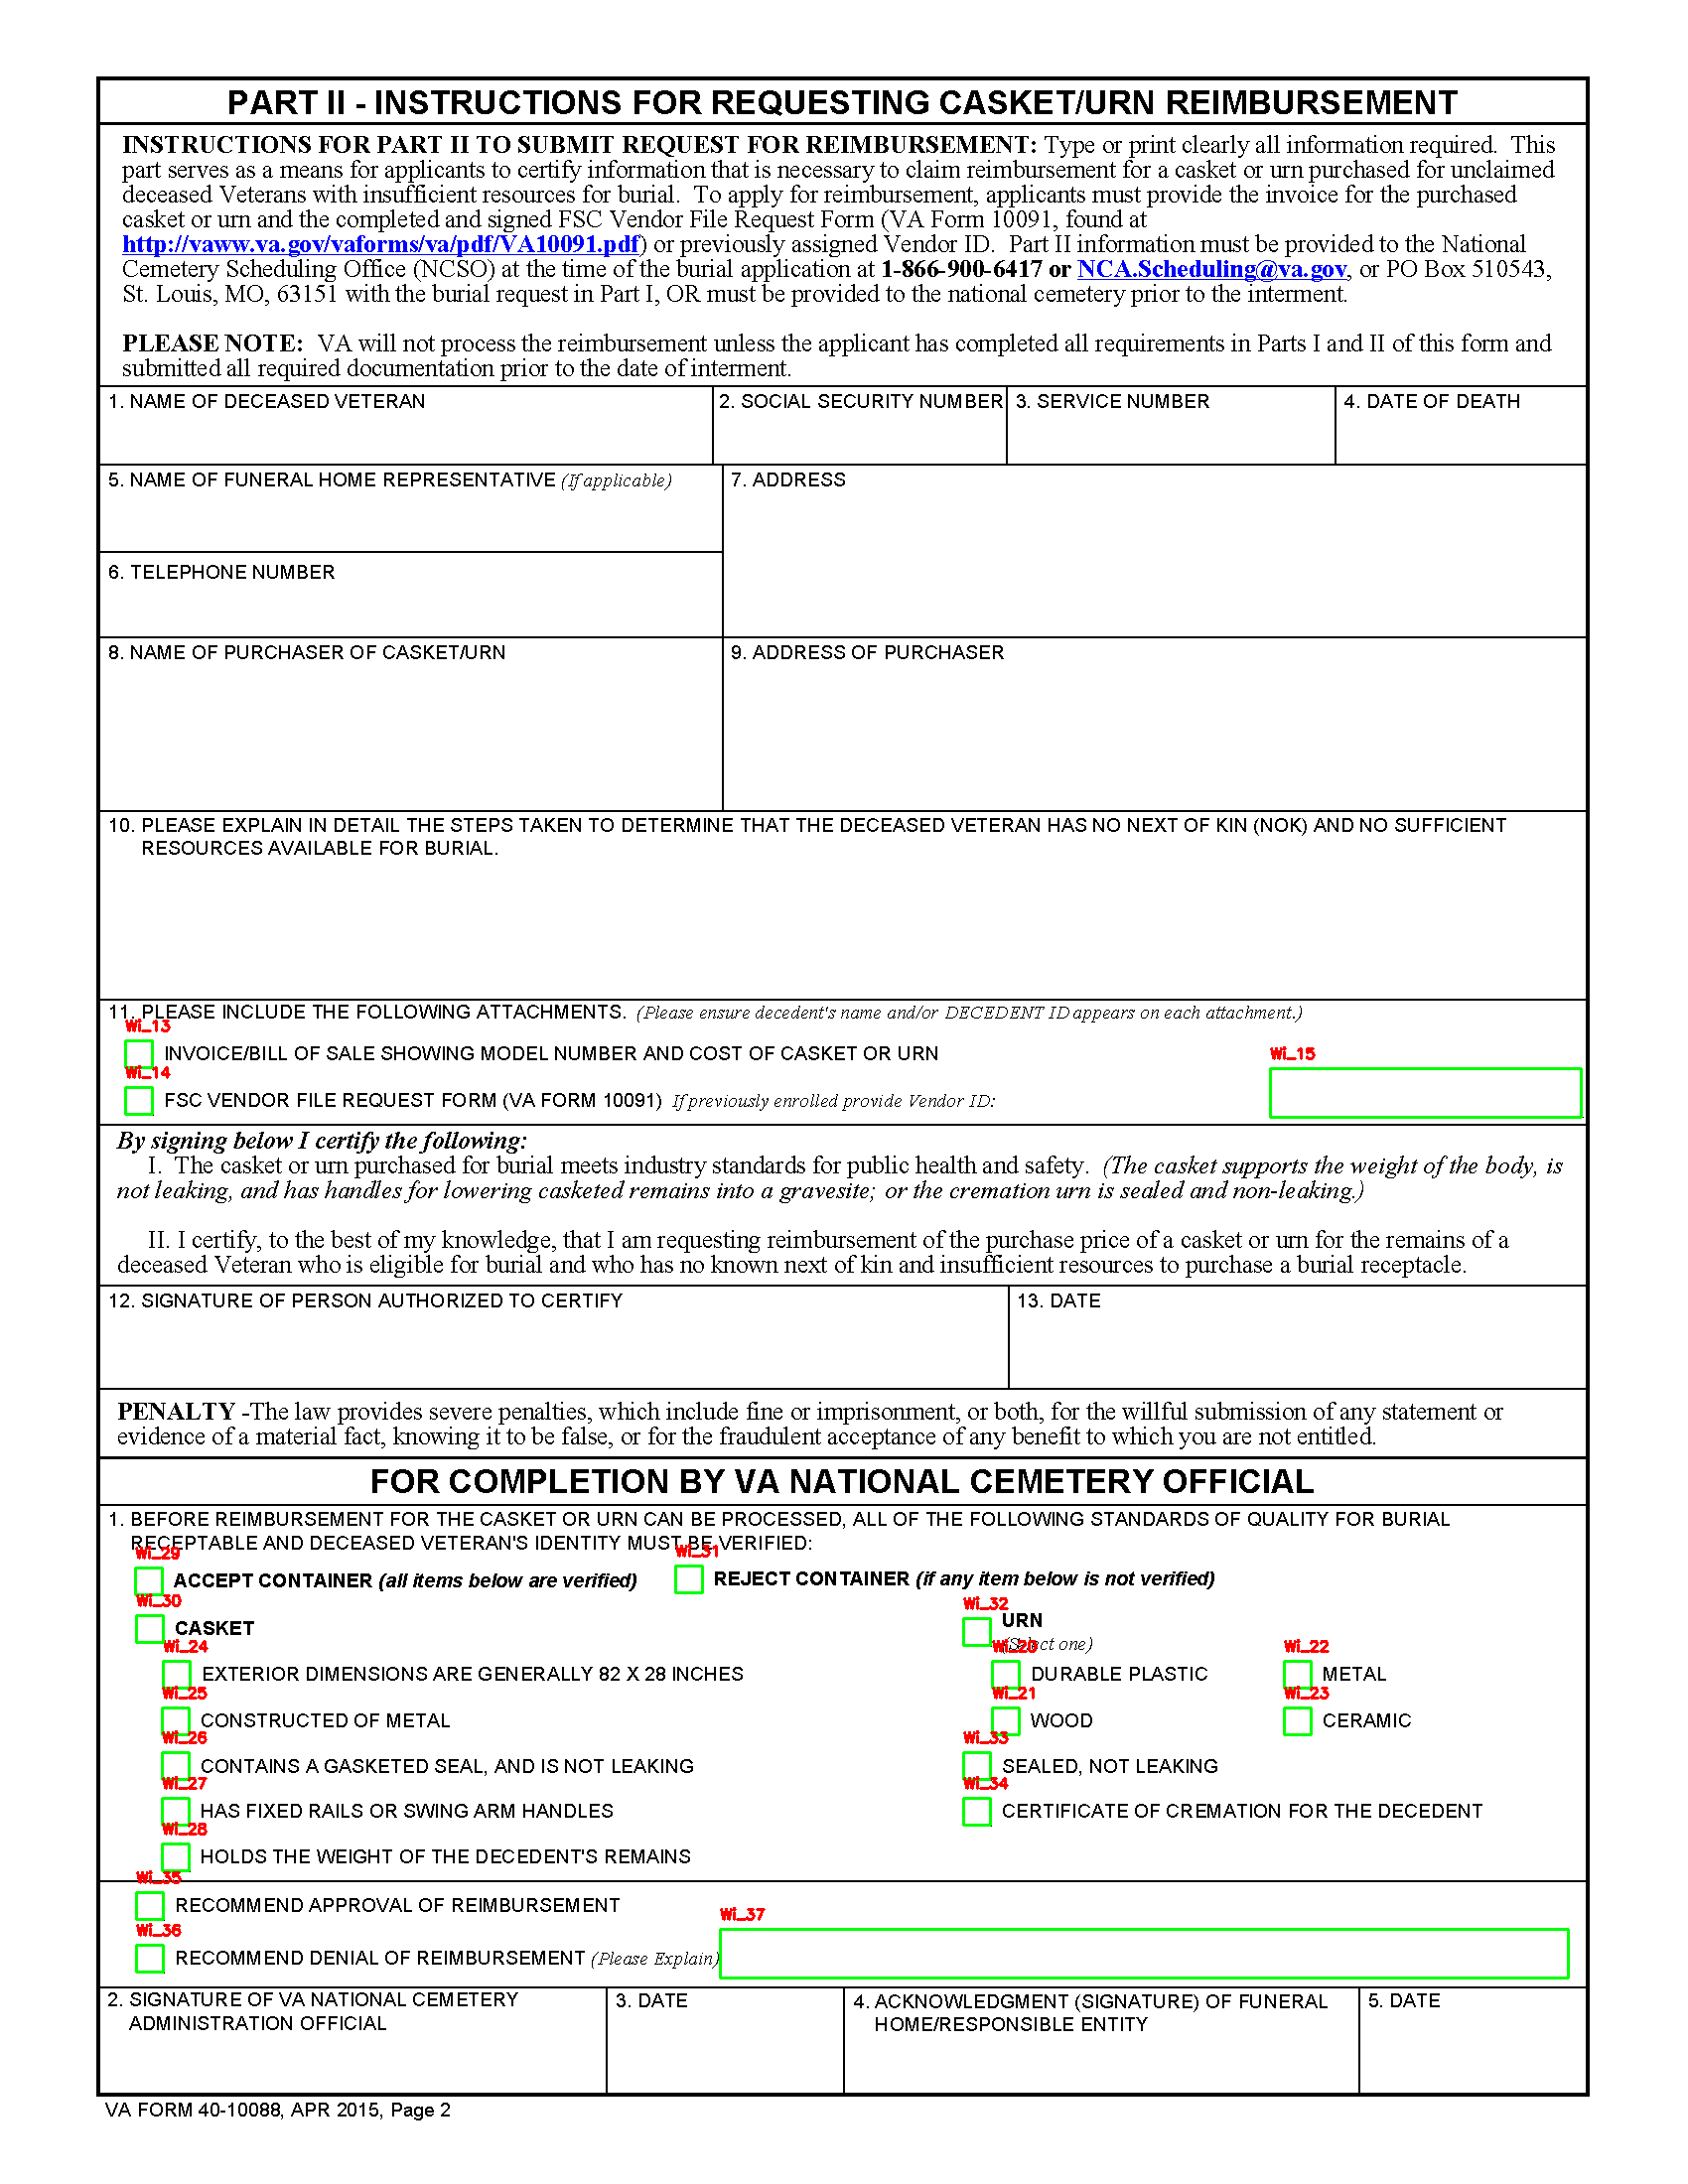 PART II - INSTRUCTIONS FOR REQUESTING CASKET/URN REIMBURSEMENT
INSTRUCTIONS FOR PART II TO SUBMIT REQUEST FOR REIMBURSEMENT: Type or print clearly all information required. This
part serves as a means for applicants to certify information that is necessary to claim reimbursement for a casket or urn purchased for unclaimed
deceased Veterans with insufficient resources for burial. To apply for reimbursement, applicants must provide the invoice for the purchased
casket or urn and the completed and signed FSC Vendor File Request Form (VA Form 10091, found at
http://vaww.va.gov/vaforms/va/pdf/VA10091.pdf) or previously assigned Vendor ID. Part II information must be provided to the National
Cemetery Scheduling Office (NCSO) at the time of the burial application at 1-866-900-6417 or NCA.Scheduling@va.gov, or PO Box 510543,
St. Louis, MO, 63151 with the burial request in Part I, OR must be provided to the national cemetery prior to the interment.
PLEASE NOTE: VA will not process the reimbursement unless the applicant has completed all requirements in Parts I and II of this form and
submitted all required documentation prior to the date of interment.
1. NAME OF DECEASED VETERAN
2. SOCIAL SECURITY NUMBER
3. SERVICE NUMBER
4. DATE OF DEATH
5. NAME OF FUNERAL HOME REPRESENTATIVE (If applicable)
7. ADDRESS
6. TELEPHONE NUMBER
8. NAME OF PURCHASER OF CASKET/URN
9. ADDRESS OF PURCHASER
10. PLEASE EXPLAIN IN DETAIL THE STEPS TAKEN TO DETERMINE THAT THE DECEASED VETERAN HAS NO NEXT OF KIN (NOK) AND NO SUFFICIENT
RESOURCES AVAILABLE FOR BURIAL.
11. PLEASE INCLUDE THE FOLLOWING ATTACHMENTS. (Please ensure decedent's name and/or DECEDENT ID appears on each attachment.)
Wi_13
INVOICE/BILL OF SALE SHOWING MODEL NUMBER AND COST OF CASKET OR URN
Wi_15
Wi_14
FSC VENDOR FILE REQUEST FORM (VA FORM 10091) If previously enrolled provide Vendor ID:
By signing below I certify the following:
I. The casket or urn purchased for burial meets industry standards for public health and safety. (The casket supports the weight of the body, is
not leaking, and has handles for lowering casketed remains into a gravesite; or the cremation urn is sealed and non-leaking.)
II. I certify, to the best of my knowledge, that I am requesting reimbursement of the purchase price of a casket or urn for the remains of a
deceased Veteran who is eligible for burial and who has no known next of kin and insufficient resources to purchase a burial receptacle.
12. SIGNATURE OF PERSON AUTHORIZED TO CERTIFY
13. DATE
PENALTY -The law provides severe penalties, which include fine or imprisonment, or both, for the willful submission of any statement or
evidence of a material fact, knowing it to be false, or for the fraudulent acceptance of any benefit to which you are not entitled.
FOR COMPLETION BY VA NATIONAL CEMETERY OFFICIAL
1. BEFORE REIMBURSEMENT FOR THE CASKET OR URN CAN BE PROCESSED, ALL OF THE FOLLOWING STANDARDS OF QUALITY FOR BURIAL
RECEPTABLE AND DECEASED VETERAN'S IDENTITY MUST BE VERIFIED:
Wi_29
Wi_31
ACCEPT CONTAINER (all items below are verified)
REJECT CONTAINER (if any item below is not verified)
Wi_30
CASKET
Wi_32
URN
(Select one)
Wi_24
Wi_20
Wi_22
EXTERIOR DIMENSIONS ARE GENERALLY 82 X 28 INCHES
DURABLE PLASTIC
METAL
Wi_25
Wi_21
Wi_23
CONSTRUCTED OF METAL
WOOD
CERAMIC
Wi_26
Wi_33
CONTAINS A GASKETED SEAL, AND IS NOT LEAKING
SEALED, NOT LEAKING
Wi_27
Wi_34
HAS FIXED RAILS OR SWING ARM HANDLES
CERTIFICATE OF CREMATION FOR THE DECEDENT
Wi_28
HOLDS THE WEIGHT OF THE DECEDENT'S REMAINS
Wi_35
RECOMMEND APPROVAL OF REIMBURSEMENT
Wi_36
Wi_37
RECOMMEND DENIAL OF REIMBURSEMENT (Please Explain)
2. SIGNATURE OF VA NATIONAL CEMETERY
ADMINISTRATION OFFICIAL
3. DATE
4. ACKNOWLEDGMENT (SIGNATURE) OF FUNERAL
HOME/RESPONSIBLE ENTITY
5. DATE
VA FORM 40-10088, APR 2015, Page 2